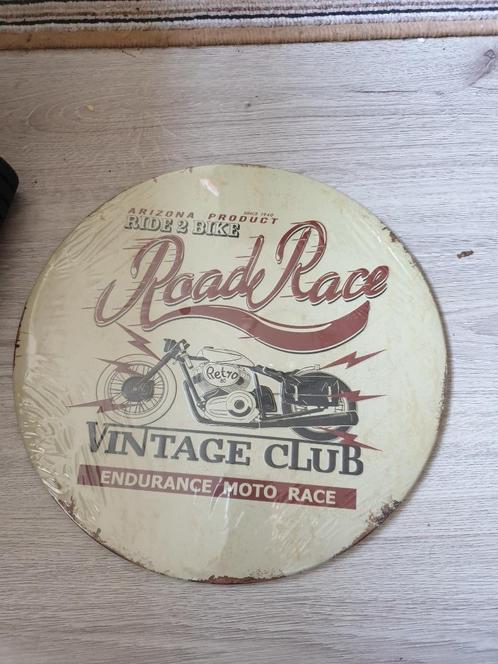 ARIZONA PRODUCT SINCE 1940
RIDE 2 BIKE
Road Race
Retro
VINTAGE CLUB
ENDURANCE MOTO RACE